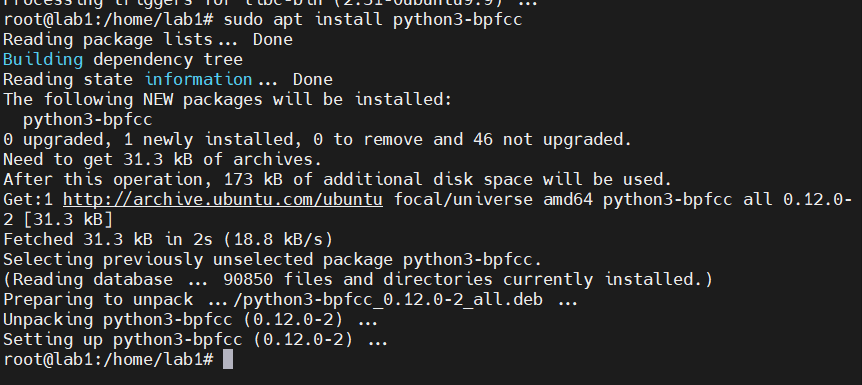 Processing triggers for libc-bin (2.31-0ubuntu9.9) ...
root@lab1:/home/lab1# sudo apt install python3-bpfcc
Reading package lists... Done
Building dependency tree
Reading state information... Done
The following NEW packages will be installed:
  python3-bpfcc
0 upgraded, 1 newly installed, 0 to remove and 46 not upgraded.
Need to get 31.3 kB of archives.
After this operation, 173 kB of additional disk space will be used.
Get:1 http://archive.ubuntu.com/ubuntu focal/universe amd64 python3-bpfcc all 0.12.0-
2 [31.3 kB]
Fetched 31.3 kB in 2s (18.8 kB/s)
Selecting previously unselected package python3-bpfcc.
(Reading database ... 90850 files and directories currently installed.)
Preparing to unpack .../python3-bpfcc_0.12.0-2_all.deb ...
Unpacking python3-bpfcc (0.12.0-2) ...
Setting up python3-bpfcc (0.12.0-2) ...
root@lab1:/home/lab1#